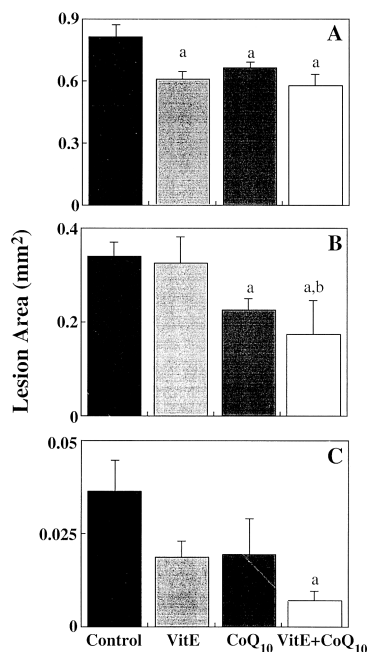 0.9
A
a
a
a
0.6
0.3
0
Lesion Area (mm²)
0.4
B
a,b
a
0.2
0
0.05
C
0.025
a
0
Control VitE CoQ₁₀ VitE+CoQ₁₀